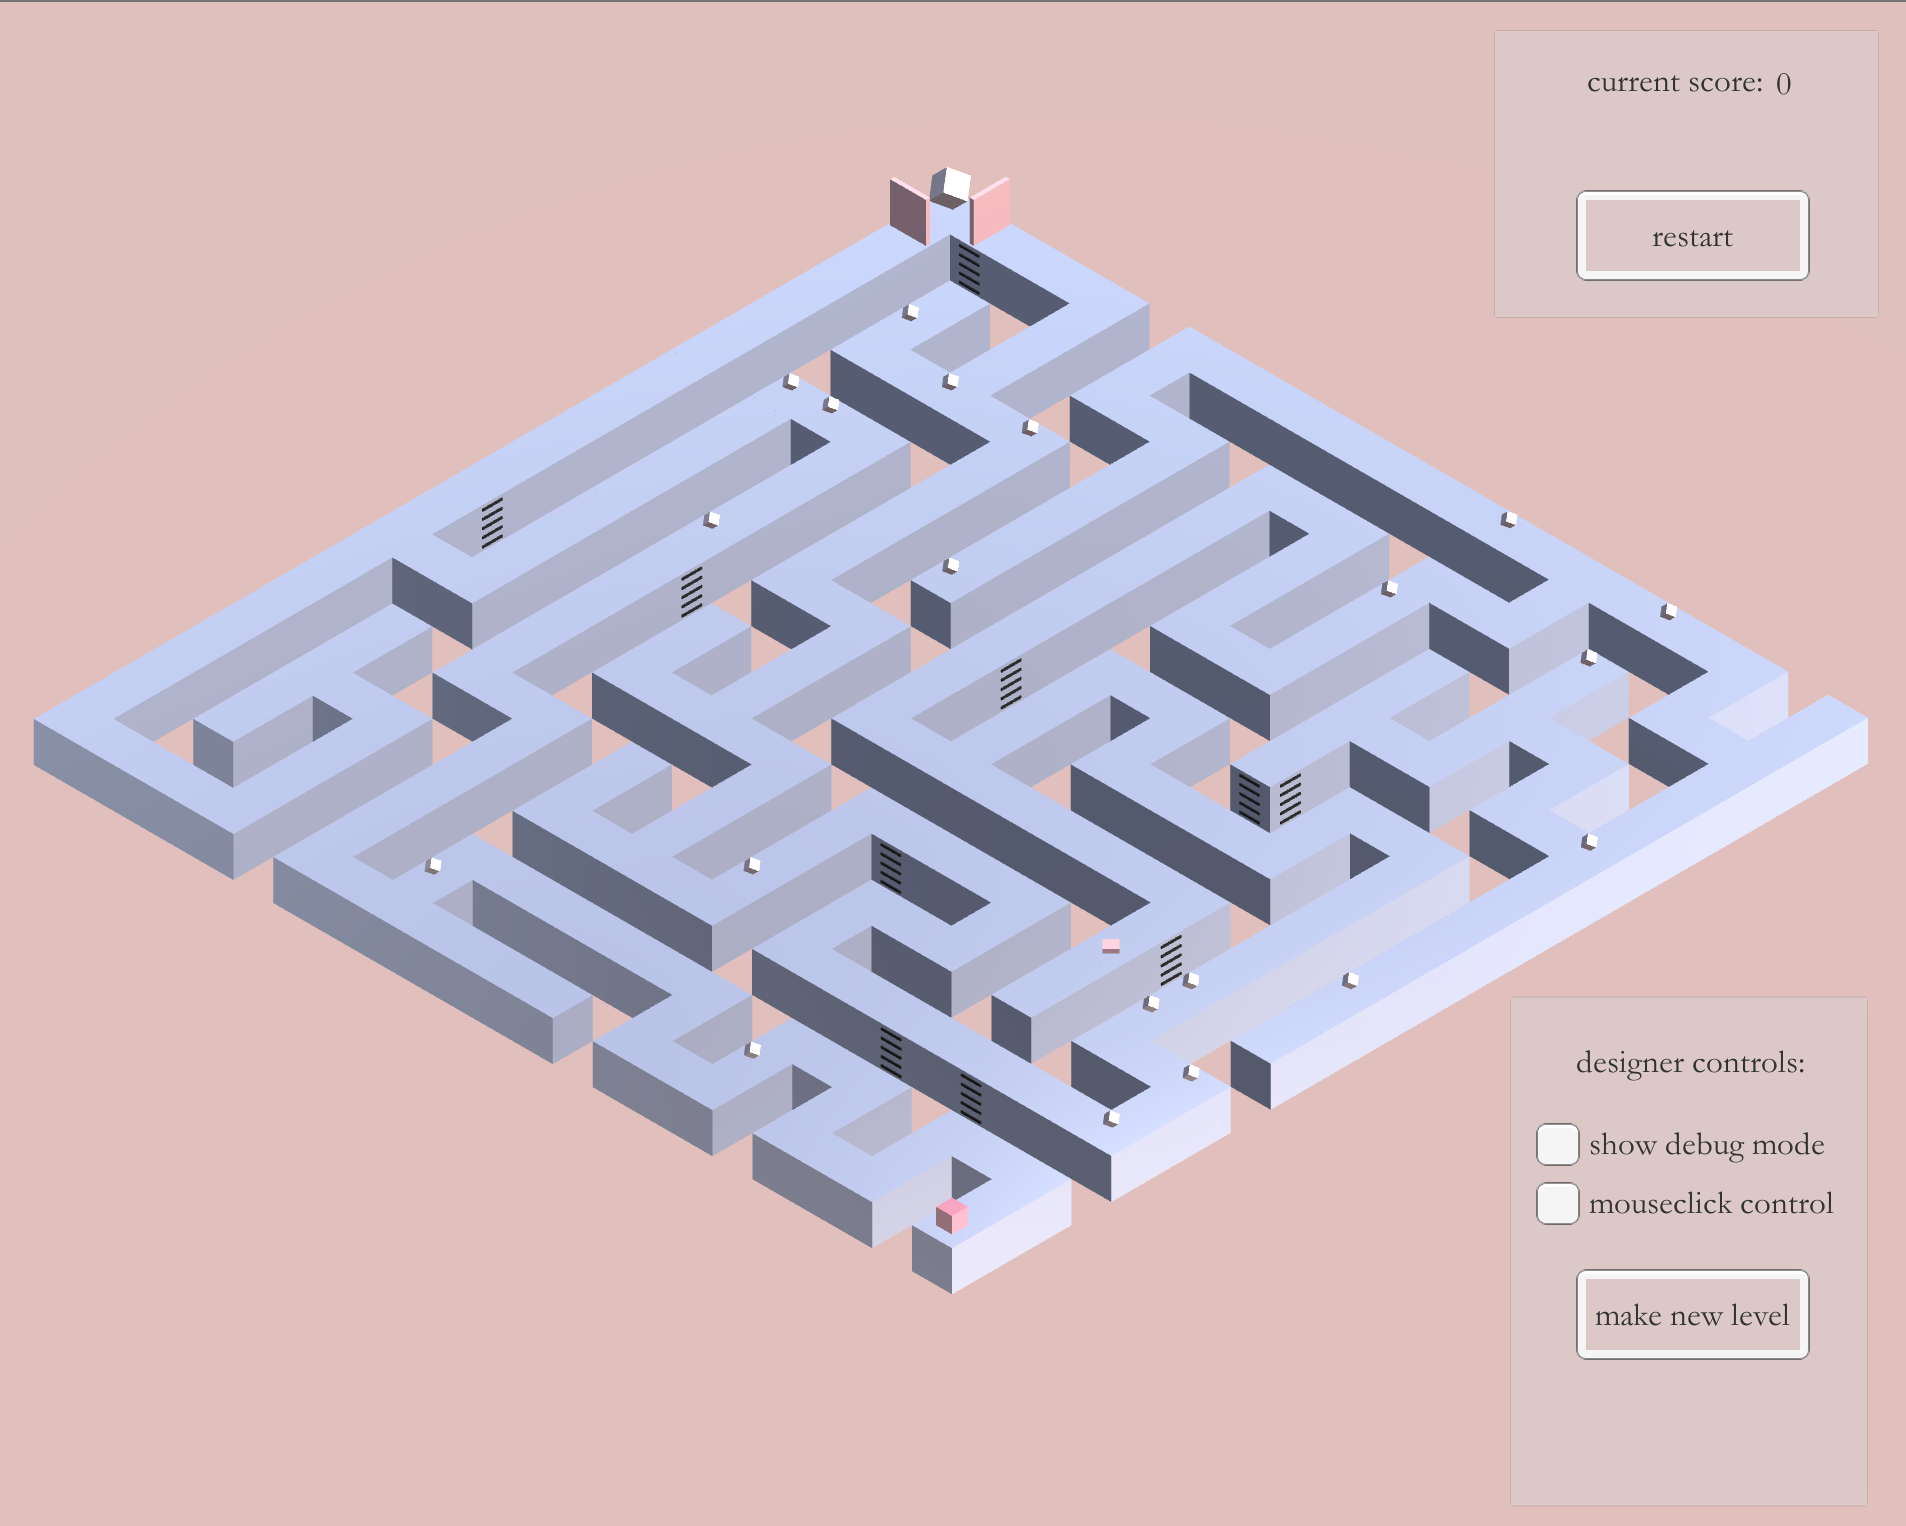 current score: 0
restart
designer controls:
show debug mode
mouseclick control
make new level